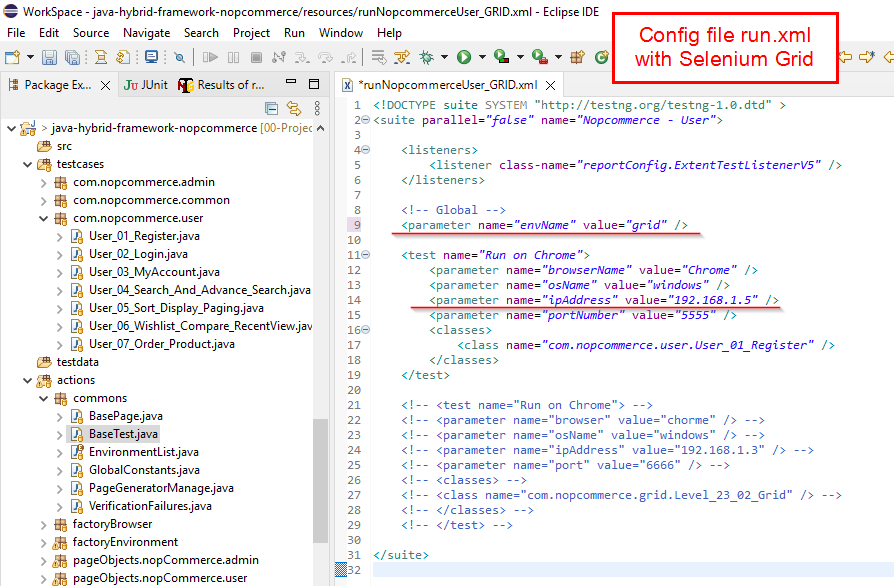 WorkSpace - java-hybrid-framework-nopcommerce/resources/runNopcommerceUser_GRID.xml - Eclipse IDE
File Edit Source Navigate Search Project Run Window Help
Config file run.xml
with Selenium Grid
Package Ex... JUnit Results of r...
*runNopcommerceUser_GRID.xml
> java-hybrid-framework-nopcommerce [00-Projec
src
testcases
com.nopcommerce.admin
com.nopcommerce.common
com.nopcommerce.user
User_01_Register.java
User_02_Login.java
User_03_MyAccount.java
User_04_Search_And_Advance_Search.java
User_05_Sort_Display_Paging.java
User_06_Wishlist_Compare_RecentView.jav
User_07_Order_Product.java
testdata
actions
commons
BasePage.java
BaseTest.java
EnvironmentList.java
GlobalConstants.java
PageGeneratorManage.java
VerificationFailures.java
factoryBrowser
factoryEnvironment
pageObjects.nopCommerce.admin
pageObjects.nopCommerce.user
1 <!DOCTYPE suite SYSTEM "http://testng.org/testng-1.0.dtd" >
2 <suite parallel="false" name="Nopcommerce - User">
3
4 <listeners>
5 <listener class-name="reportConfig.ExtentTestListenerV5" />
6 </listeners>
7
8 <!-- Global -->
9 <parameter name="envName" value="grid" />
10
11 <test name="Run on Chrome">
12 <parameter name="browserName" value="Chrome" />
13 <parameter name="osName" value="windows" />
14 <parameter name="ipAddress" value="192.168.1.5" />
15 <parameter name="portNumber" value="5555" />
16 <classes>
17 <class name="com.nopcommerce.user.User_01_Register" />
18 </classes>
19 </test>
20
21 <!-- <test name="Run on Chrome"> -->
22 <!-- <parameter name="browser" value="chorme" /> -->
23 <!-- <parameter name="osName" value="windows" /> -->
24 <!-- <parameter name="ipAddress" value="192.168.1.3" /> -->
25 <!-- <parameter name="port" value="6666" /> -->
26 <!-- <classes> -->
27 <!-- <class name="com.nopcommerce.grid.Level_23_02_Grid" /> -->
28 <!-- </classes> -->
29 <!-- </test> -->
30
31 </suite>
32